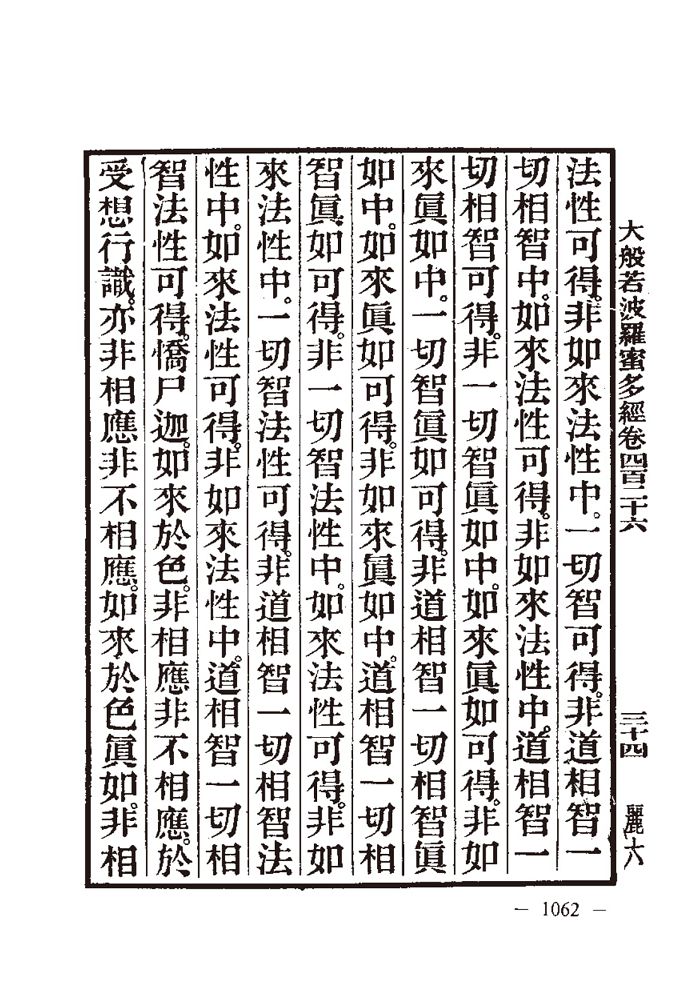 大般若波羅蜜多經卷四百二十六 三十四 麗十六
法性可得。非如來法性中。一切智可得。非道相智一
切相智中。如來法性可得。非如來法性中。道相智一
切相智可得。非一切智眞如中。如來眞如可得。非如
來眞如中。一切智眞如可得。非道相智一切相智眞
如中。如來眞如可得。非如來眞如中。道相智一切相
智眞如可得。非一切智法性中。如來法性可得。非如
來法性中。一切智法性可得。非道相智一切相智法
性中。如來法性可得。非如來法性中。道相智一切相
智法性可得。憍尸迦。如來於色。非相應非不相應。於
受想行識。亦非相應非不相應。如來於色眞如。非相
— 1062 —